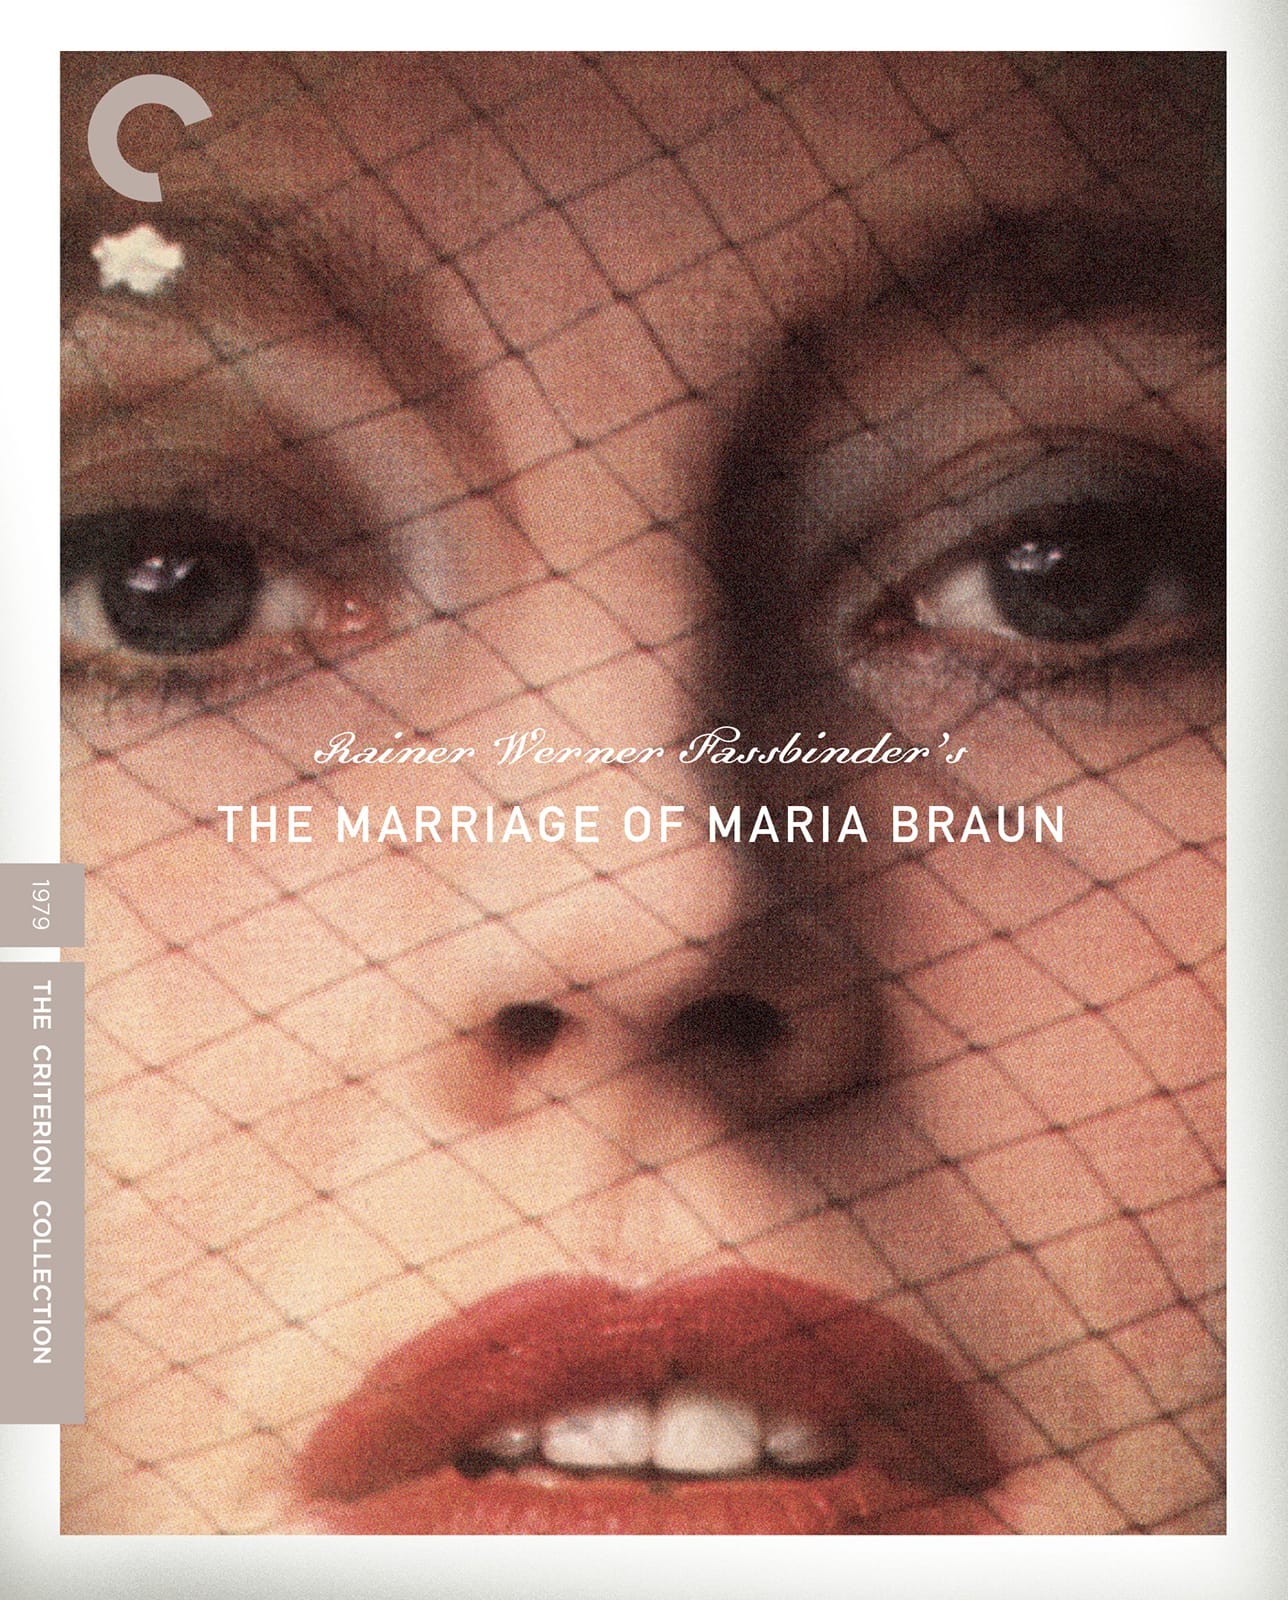 Rainer Werner Fassbinder's
THE MARRIAGE OF MARIA BRAUN
1979
THE CRITERION COLLECTION